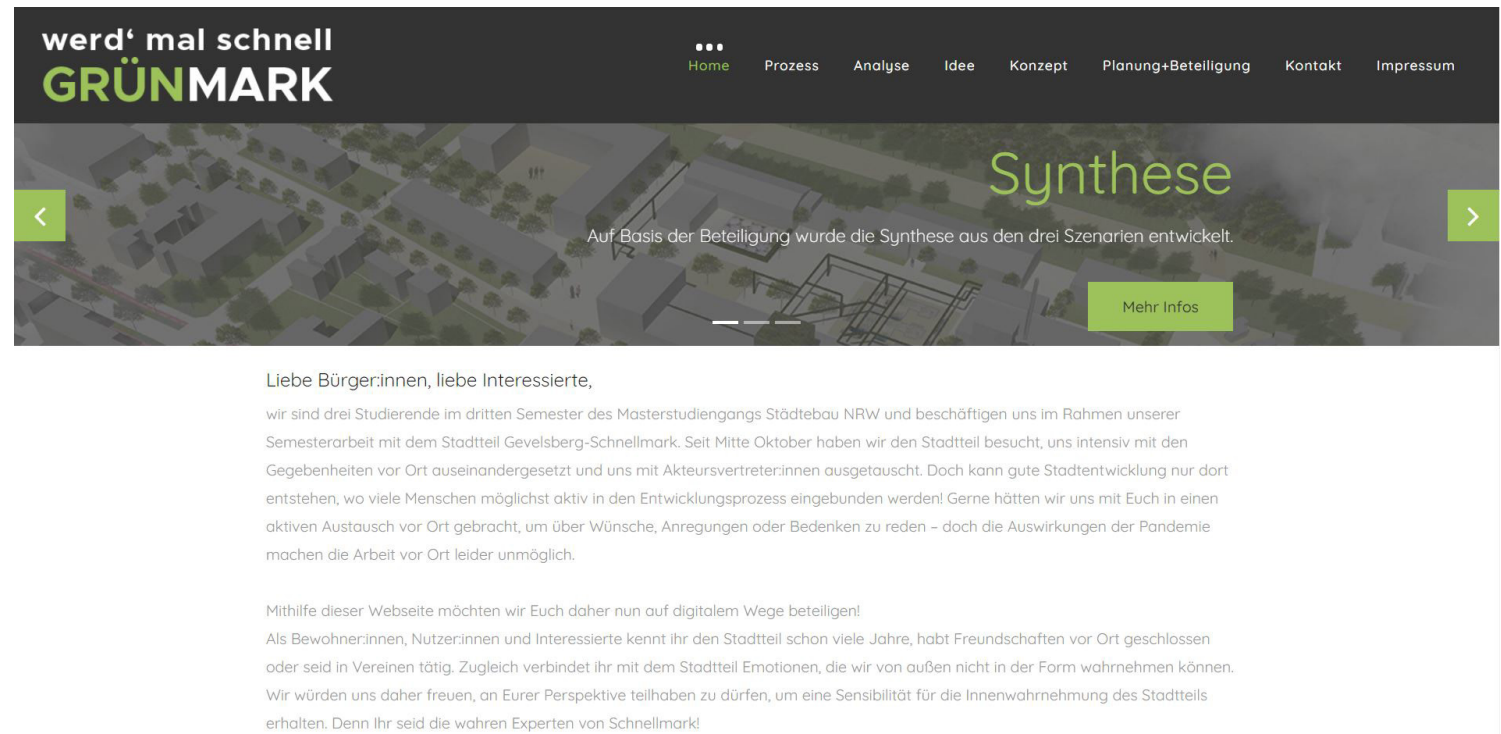 werd‘ mal schnell
GRÜNMARK
Home Prozess Analyse Idee Konzept Planung+Beteiligung Kontakt Impressum
Synthese
Auf Basis der Beteiligung wurde die Synthese aus den drei Szenarien entwickelt.
Mehr Infos
Liebe Bürger:innen, liebe Interessierte,
wir sind drei Studierende im dritten Semester des Masterstudiengangs Städtebau NRW und beschäftigen uns im Rahmen unserer
Semesterarbeit mit dem Stadtteil Gevelsberg-Schnellmark. Seit Mitte Oktober haben wir den Stadtteil besucht, uns intensiv mit den
Gegebenheiten vor Ort auseinandergesetzt und uns mit Akteursvertreter:innen ausgetauscht. Doch kann gute Stadtentwicklung nur dort
entstehen, wo viele Menschen möglichst aktiv in den Entwicklungsprozess eingebunden werden! Gerne hätten wir uns mit Euch in einen
aktiven Austausch vor Ort gebracht, um über Wünsche, Anregungen oder Bedenken zu reden – doch die Auswirkungen der Pandemie
machen die Arbeit vor Ort leider unmöglich.
Mithilfe dieser Webseite möchten wir Euch daher nun auf digitalem Wege beteiligen!
Als Bewohner:innen, Nutzer:innen und Interessierte kennt ihr den Stadtteil schon viele Jahre, habt Freundschaften vor Ort geschlossen
oder seid in Vereinen tätig. Zugleich verbindet ihr mit dem Stadtteil Emotionen, die wir von außen nicht in der Form wahrnehmen können.
Wir würden uns daher freuen, an Eurer Perspektive teilhaben zu dürfen, um eine Sensibilität für die Innenwahrnehmung des Stadtteils
erhalten. Denn Ihr seid die wahren Experten von Schnellmark!